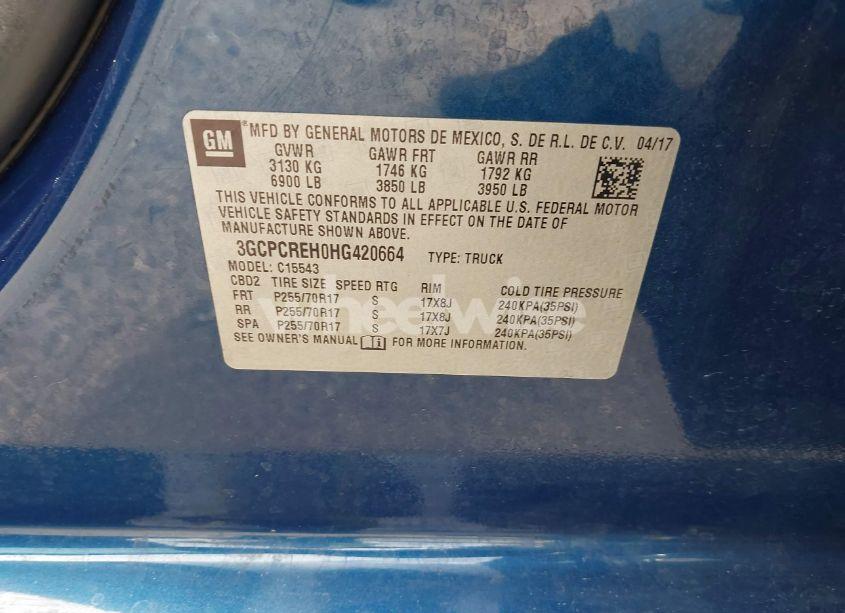 GM ® MFD BY GENERAL MOTORS DE MEXICO, S. DE R.L. DE C.V. 04/17
GVWR GAWR FRT GAWR RR
3130 KG 1746 KG 1792 KG
6900 LB 3850 LB 3950 LB
THIS VEHICLE CONFORMS TO ALL APPLICABLE U.S. FEDERAL MOTOR
VEHICLE SAFETY STANDARDS IN EFFECT ON THE DATE OF
MANUFACTURE SHOWN ABOVE.
3GCPCREH0HG420664 TYPE: TRUCK
MODEL: C15543
CBD2 TIRE SIZE SPEED RTG RIM COLD TIRE PRESSURE
FRT P255/70R17 S 17X8J 240KPA(35PSI)
RR P255/70R17 S 17X8J 240KPA(35PSI)
SPA P255/70R17 S 17X7J 240KPA(35PSI)
SEE OWNER'S MANUAL FOR MORE INFORMATION.
wheelwire